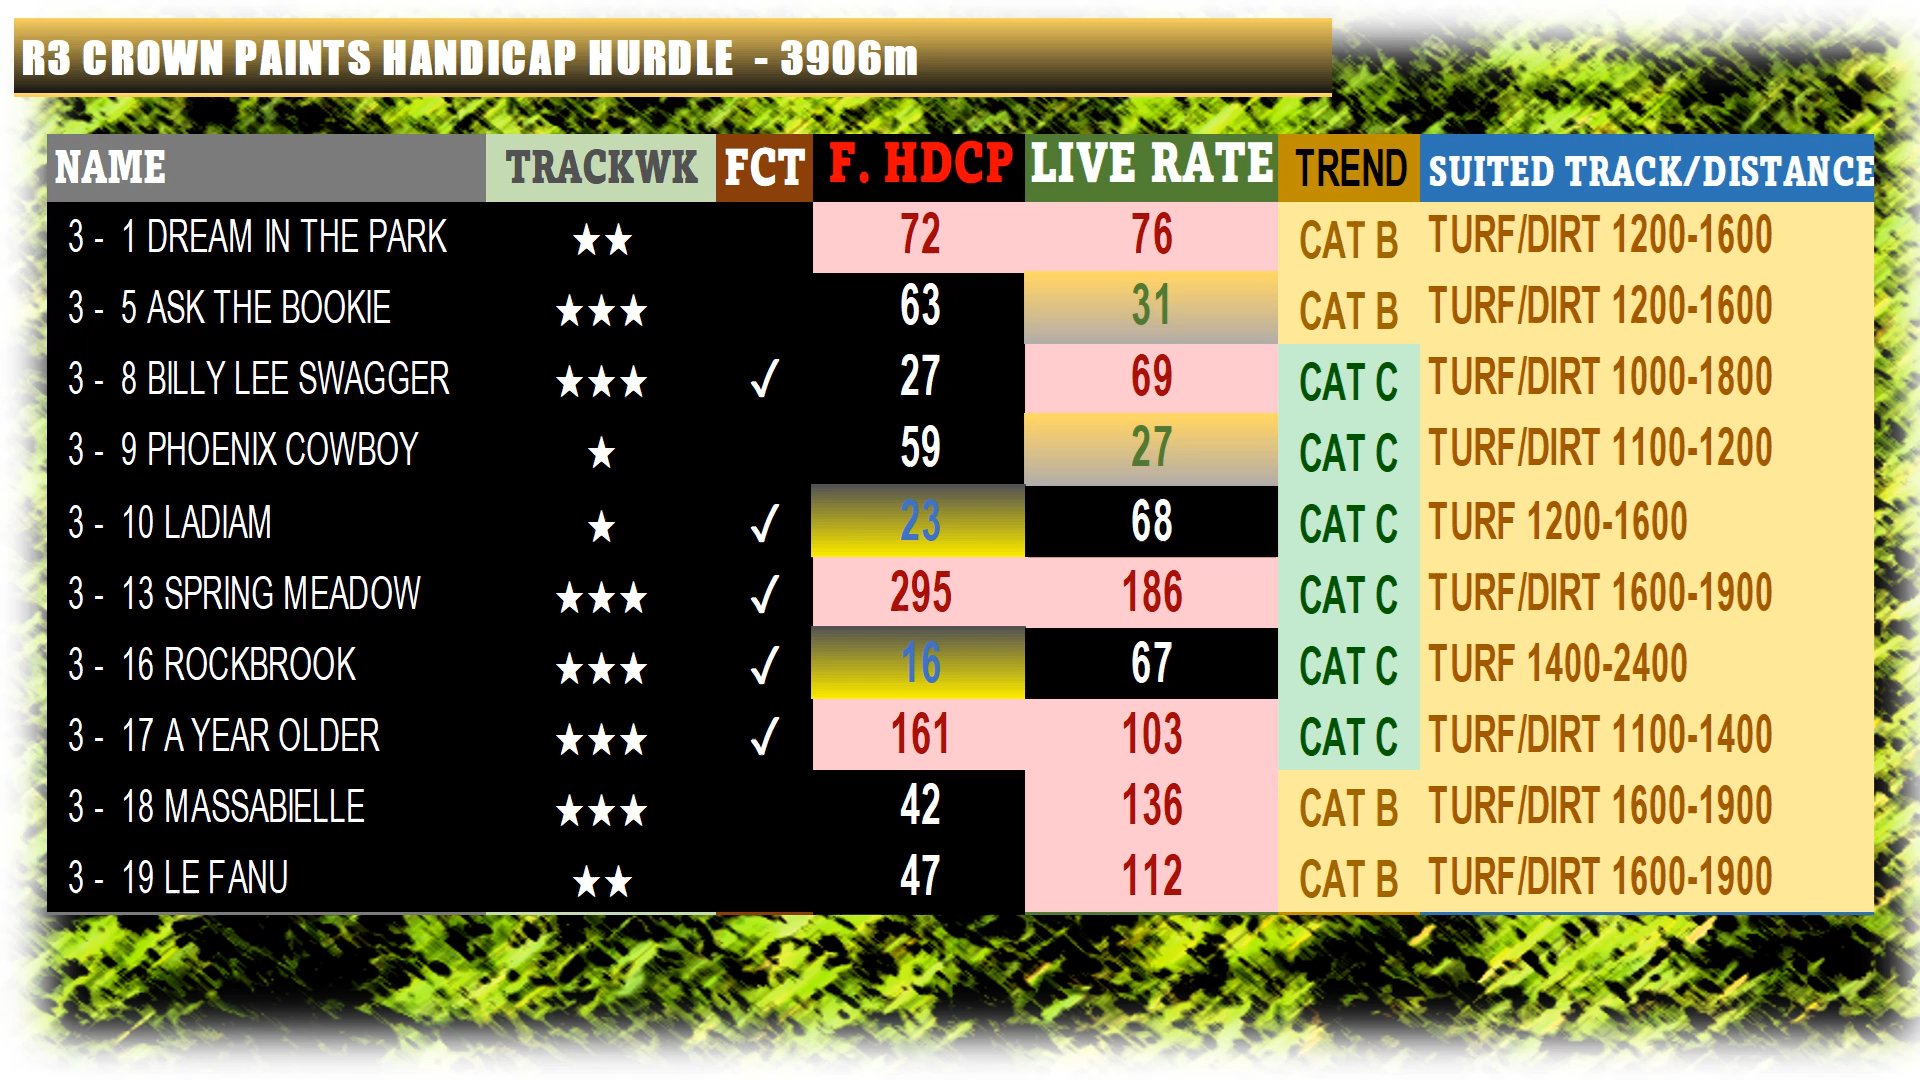 R3 CROWN PAINTS HANDICAP HURDLE - 3906m
NAME TRACKWK FCT F. HDCP LIVE RATE TREND SUITED TRACK/DISTANCE
3 - 1 DREAM IN THE PARK ★★ 72 76 CAT B TURF/DIRT 1200-1600
3 - 5 ASK THE BOOKIE ★★★ 63 31 CAT B TURF/DIRT 1200-1600
3 - 8 BILLY LEE SWAGGER ★★★ ✓ 27 69 CAT C TURF/DIRT 1000-1800
3 - 9 PHOENIX COWBOY ★ 59 27 CAT C TURF/DIRT 1100-1200
3 - 10 LADIAM ★ ✓ 23 68 CAT C TURF 1200-1600
3 - 13 SPRING MEADOW ★★★ ✓ 295 186 CAT C TURF/DIRT 1600-1900
3 - 16 ROCKBROOK ★★★ ✓ 16 67 CAT C TURF 1400-2400
3 - 17 A YEAR OLDER ★★★ ✓ 161 103 CAT C TURF/DIRT 1100-1400
3 - 18 MASSABIELLE ★★★ 42 136 CAT B TURF/DIRT 1600-1900
3 - 19 LE FANU ★★ 47 112 CAT B TURF/DIRT 1600-1900